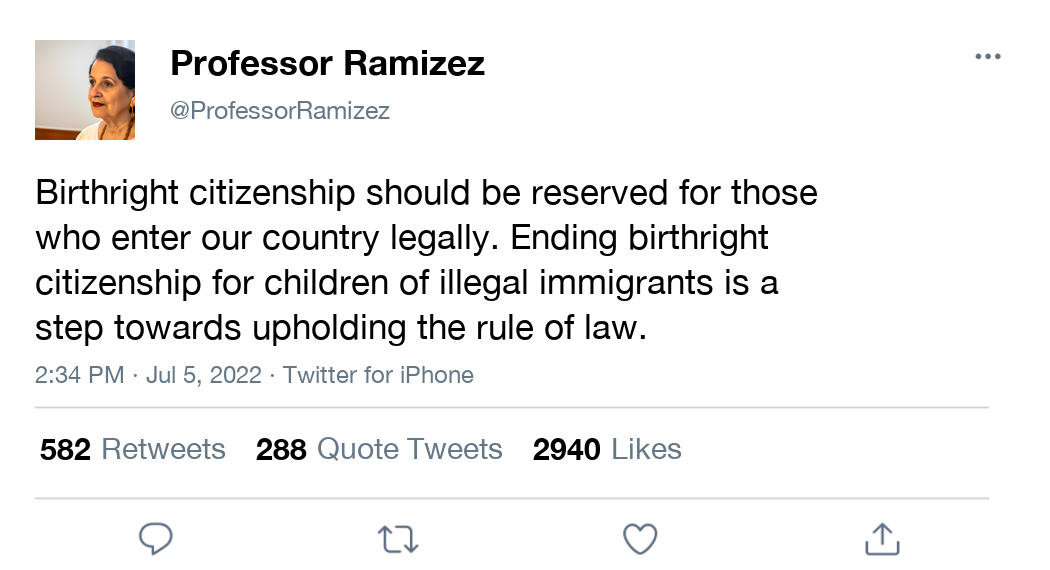 Professor Ramizez
@ProfessorRamizez
Birthright citizenship should be reserved for those
who enter our country legally. Ending birthright
citizenship for children of illegal immigrants is a
step towards upholding the rule of law.
2:34 PM · Jul 5, 2022 · Twitter for iPhone
582 Retweets 288 Quote Tweets 2940 Likes